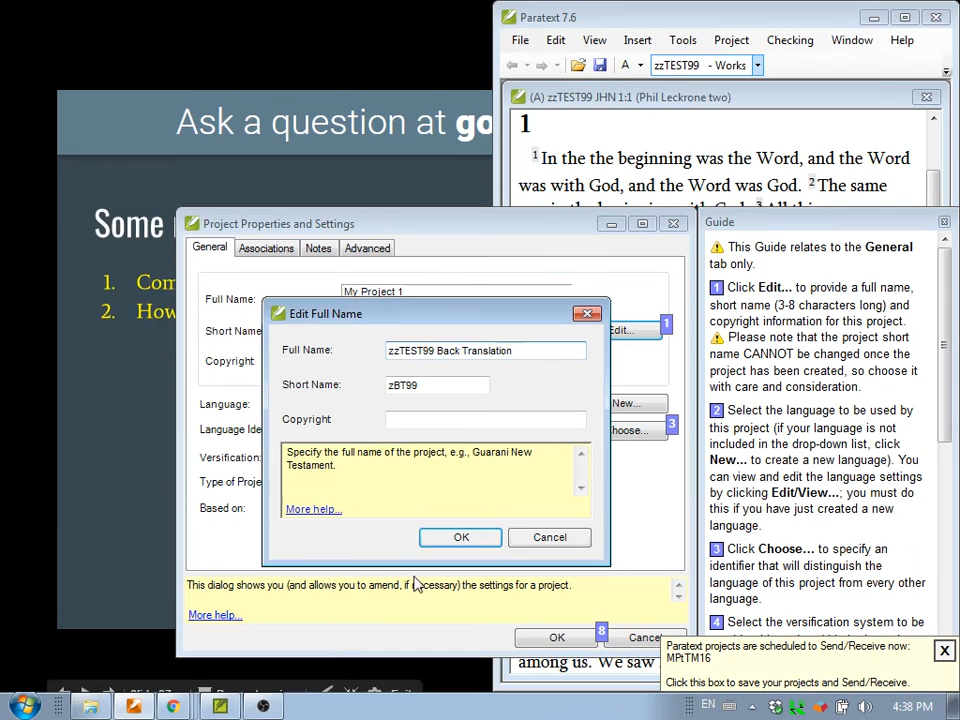 Paratext 7.6
File Edit View Insert Tools Project Checking Window Help
A zzTEST99 - Works
Ask a question at go
(A) zzTEST99 JHN 1:1 (Phil Leckrone two)
1
1 In the the beginning was the Word, and the Word
was with God, and the Word was God. 2 The same
Some
1. Com
2. How
Project Properties and Settings
General Associations Notes Advanced
Full Name: My Project 1
Short Name: Edit... 1
Copyright:
Language: New...
Language Ide hoose... 3
Versification:
Type of Proje
Based on:
Edit Full Name
Full Name: zzTEST99 Back Translation
Short Name: zBT99
Copyright:
Specify the full name of the project, e.g., Guarani New
Testament.
More help...
OK Cancel
This dialog shows you (and allows you to amend, if necessary) the settings for a project.
More help...
OK 8 Cancel
Guide
This Guide relates to the General
tab only.
1 Click Edit... to provide a full name,
short name (3-8 characters long) and
copyright information for this project.
Please note that the project short
name CANNOT be changed once the
project has been created, so choose it
with care and consideration.
2 Select the language to be used by
this project (if your language is not
included in the drop-down list, click
New... to create a new language). You
can view and edit the language settings
by clicking Edit/View...; you must do
this if you have just created a new
language.
3 Click Choose... to specify an
identifier that will distinguish the
language of this project from every other
language.
4 Select the versification system to be
Paratext projects are scheduled to Send/Receive now:
MPtTM16
Click this box to save your projects and Send/Receive.
among us. We saw
EN 4:38 PM